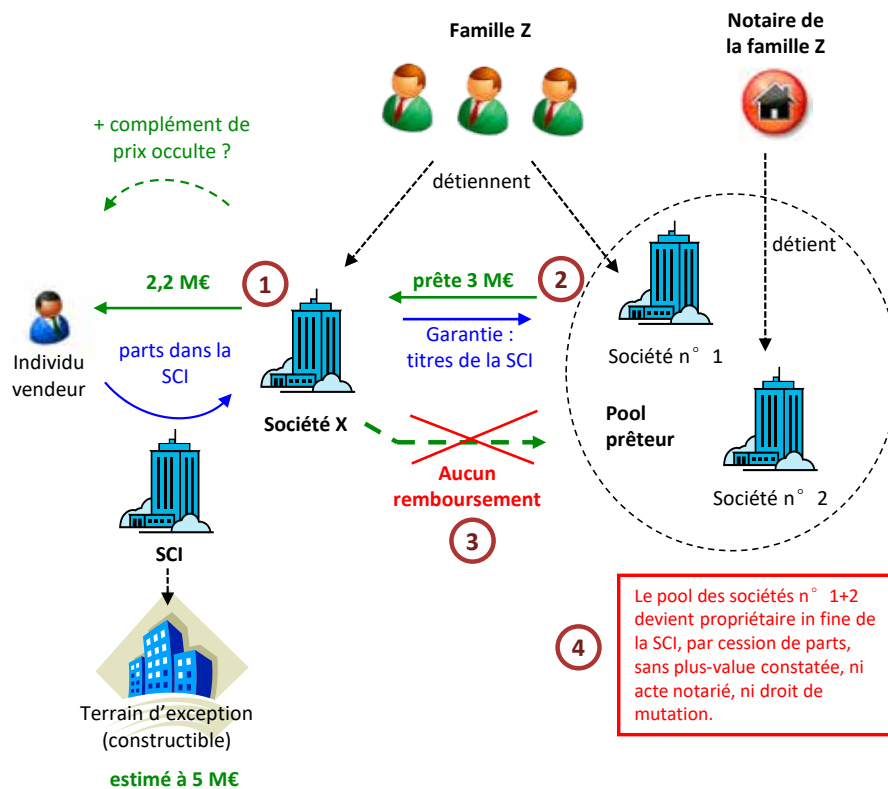 Famille Z
Notaire de
la famille Z
+ complément de
prix occulte ?
détiennent
détient
2,2 M€
1
prête 3 M€
2
Individu
vendeur
parts dans la
SCI
Garantie :
titres de la SCI
Société n° 1
Société X
Pool
prêteur
Aucun
remboursement
3
Société n° 2
SCI
4
Le pool des sociétés n° 1+2
devient propriétaire in fine de
la SCI, par cession de parts,
sans plus-value constatée, ni
acte notarié, ni droit de
mutation.
Terrain d'exception
(constructible)
estimé à 5 M€